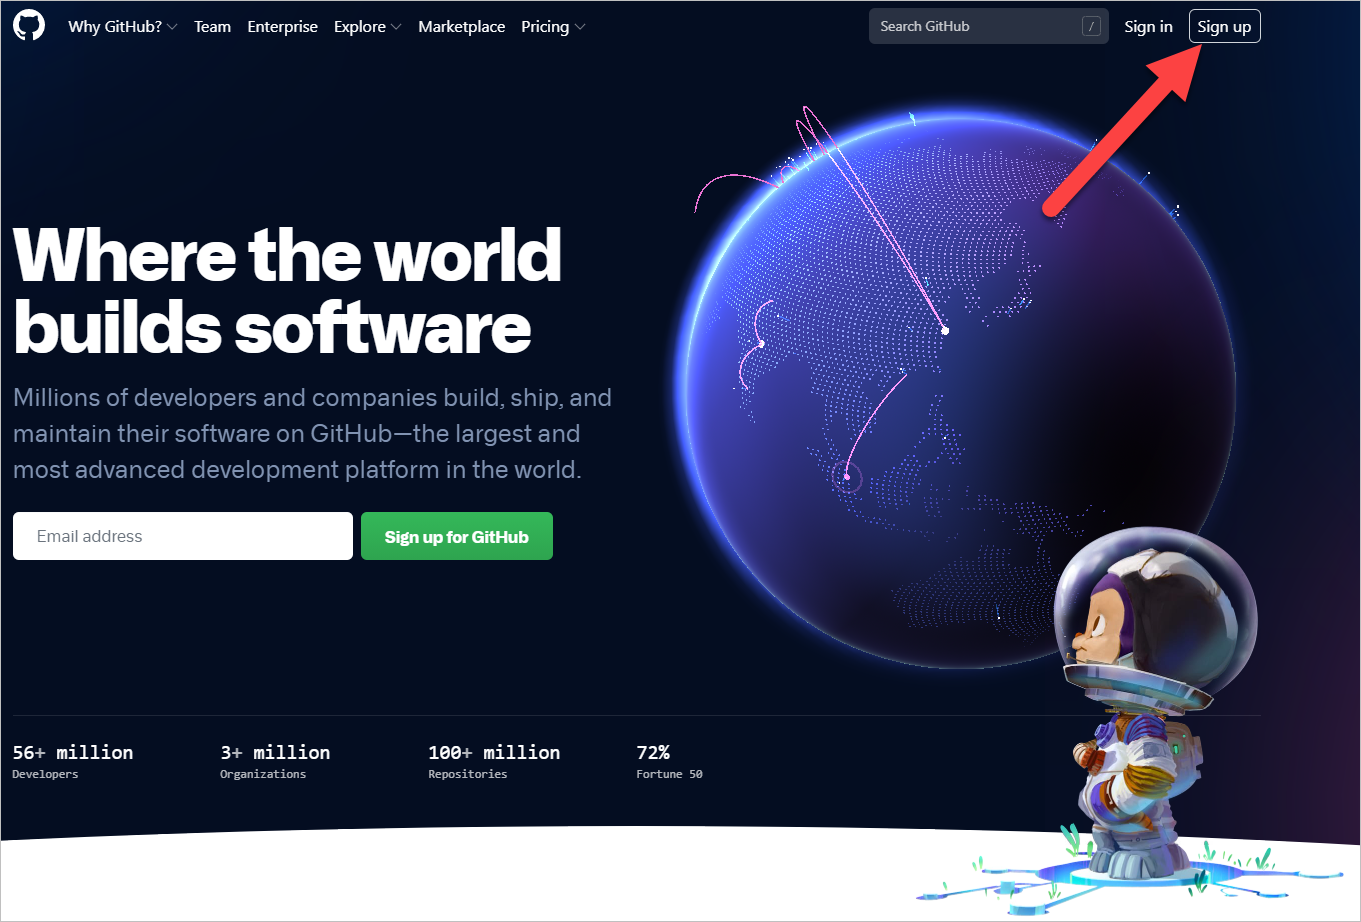 Why GitHub? Team Enterprise Explore Marketplace Pricing Search GitHub / Sign in Sign up
Where the world
builds software
Millions of developers and companies build, ship, and
maintain their software on GitHub—the largest and
most advanced development platform in the world.
Email address Sign up for GitHub
56+ million 3+ million 100+ million 72%
Developers Organizations Repositories Fortune 50